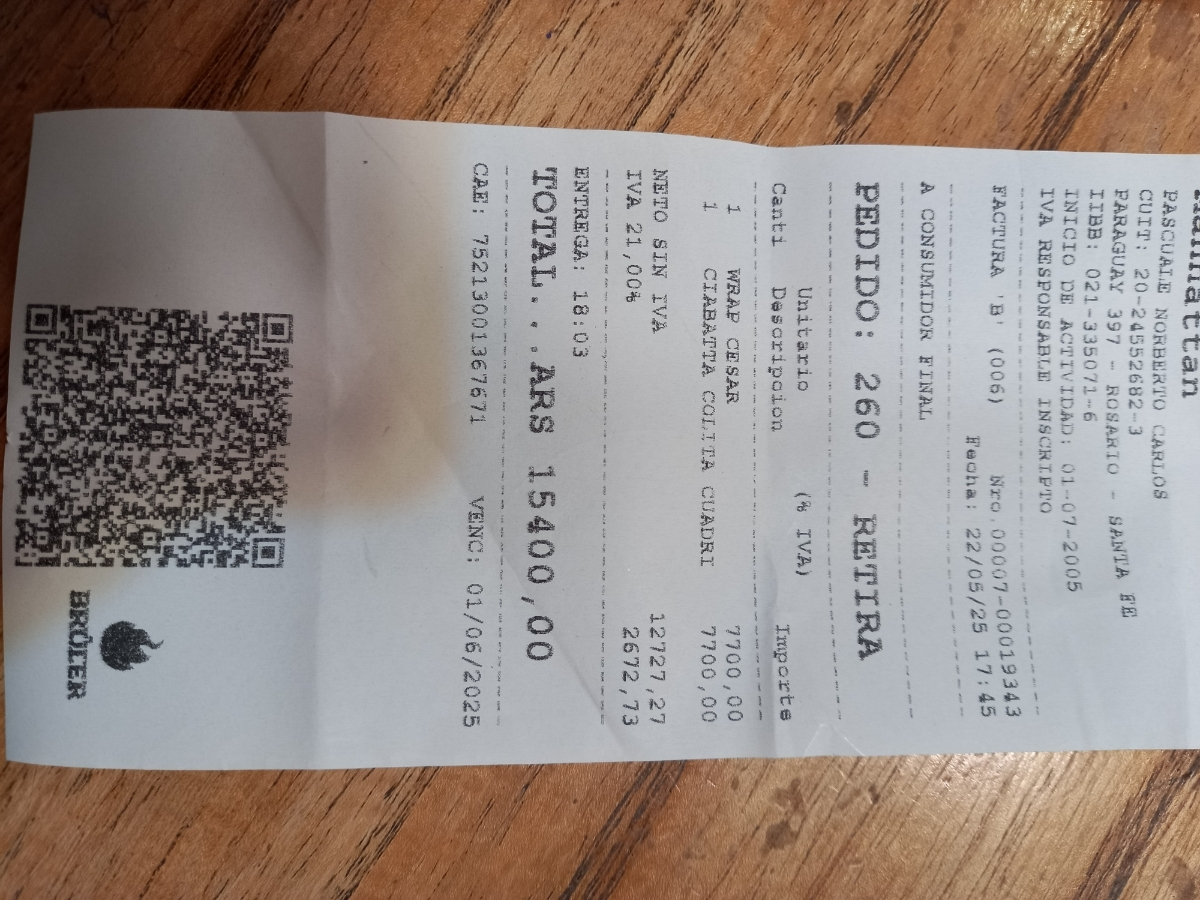 PASCUALE NORBERTO CARLOS
CUIT: 20-24552682-3
PARAGUAY 397 - ROSARIO - SANTA FE
IIBB: 021-335071-6
INICIO DE ACTIVIDAD: 01-07-2005
IVA RESPONSABLE INSCRIPTO
FACTURA 'B' (006) Nro.00007-00019343
Fecha: 22/05/25 17:45
A CONSUMIDOR FINAL
PEDIDO: 260 - RETIRA
Unitario (% IVA)
Canti Descripcion Importe
1 WRAP CESAR 7700,00
1 CIABATTA COLITA CUADRI 7700,00
NETO SIN IVA 12727,27
IVA 21,00% 2672,73
ENTREGA: 18:03
TOTAL...ARS 15400,00
CAE: 75213001367671 VENC: 01/06/2025
BRÛLER